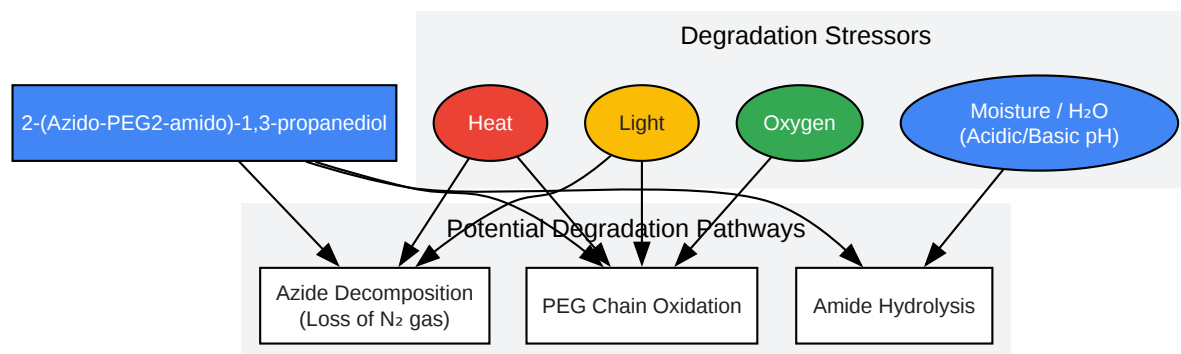 Degradation Stressors
2-(Azido-PEG2-amido)-1,3-propanediol
Heat
Light
Oxygen
Moisture / H₂O
(Acidic/Basic pH)
Potential Degradation Pathways
Azide Decomposition
(Loss of N₂ gas)
PEG Chain Oxidation
Amide Hydrolysis